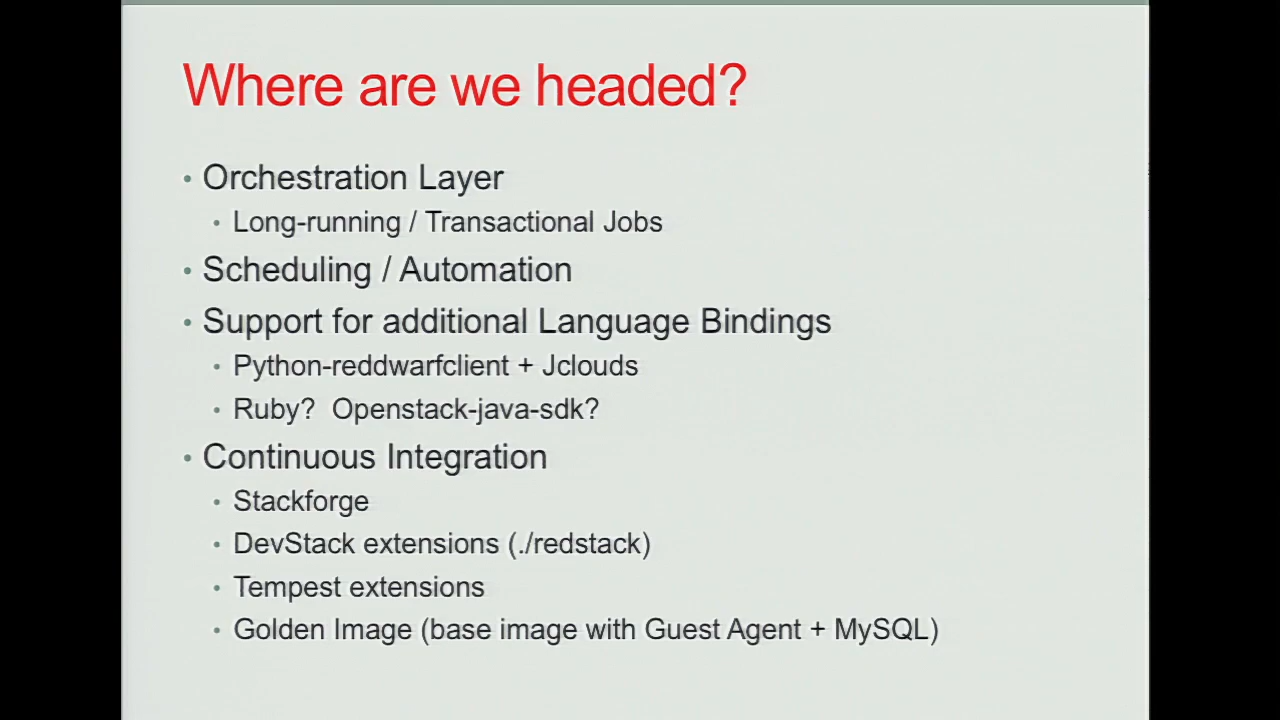 Where are we headed?
• Orchestration Layer
• Long-running / Transactional Jobs
• Scheduling / Automation
• Support for additional Language Bindings
• Python-reddwarfclient + Jclouds
• Ruby?  Openstack-java-sdk?
• Continuous Integration
• Stackforge
• DevStack extensions (./redstack)
• Tempest extensions
• Golden Image (base image with Guest Agent + MySQL)